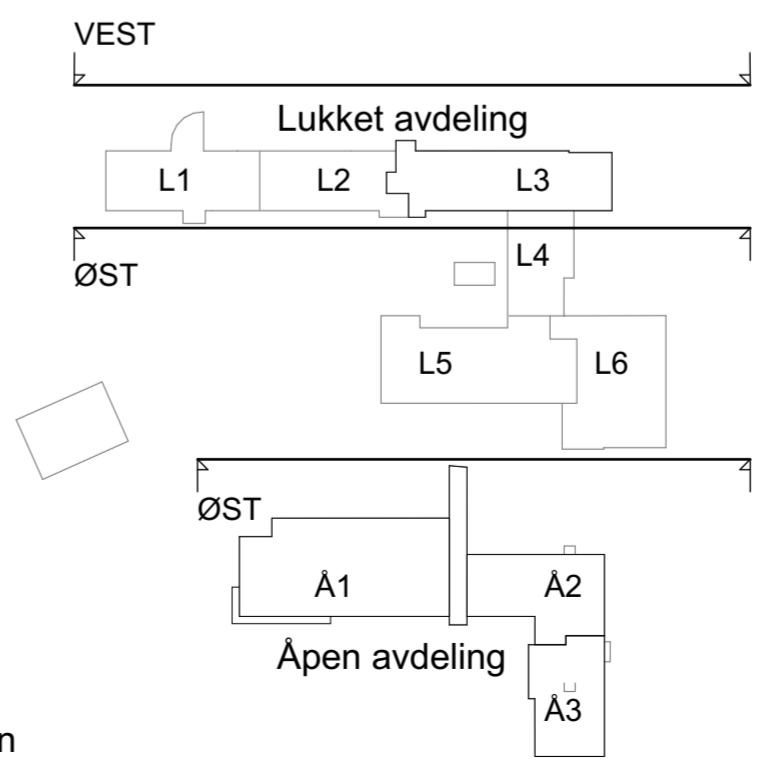 VEST
Lukket avdeling
L1 L2 L3
ØST
L4
L5 L6
ØST
Å1 Å2
Åpen avdeling
Å3
n